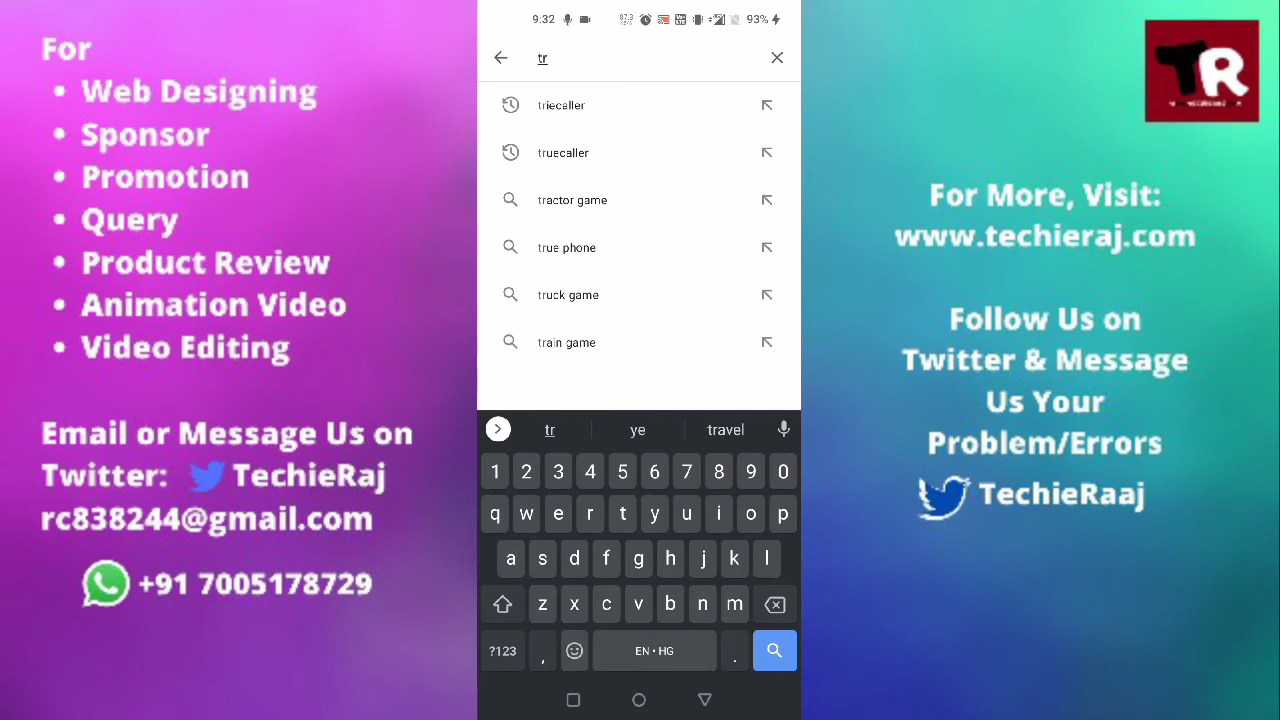 For
• Web Designing
• Sponsor
• Promotion
• Query
• Product Review
• Animation Video
• Video Editing
Email or Message Us on
Twitter: TechieRaj
rc838244@gmail.com
+91 7005178729
9:32 93%
tr
triecaller
truecaller
tractor game
true phone
truck game
train game
tr ye travel
1 2 3 4 5 6 7 8 9 0
q w e r t y u i o p
a s d f g h j k l
z x c v b n m
?123 , EN • HG .
TR
For More, Visit:
www.techieraj.com
Follow Us on
Twitter & Message
Us Your
Problem/Errors
TechieRaaj